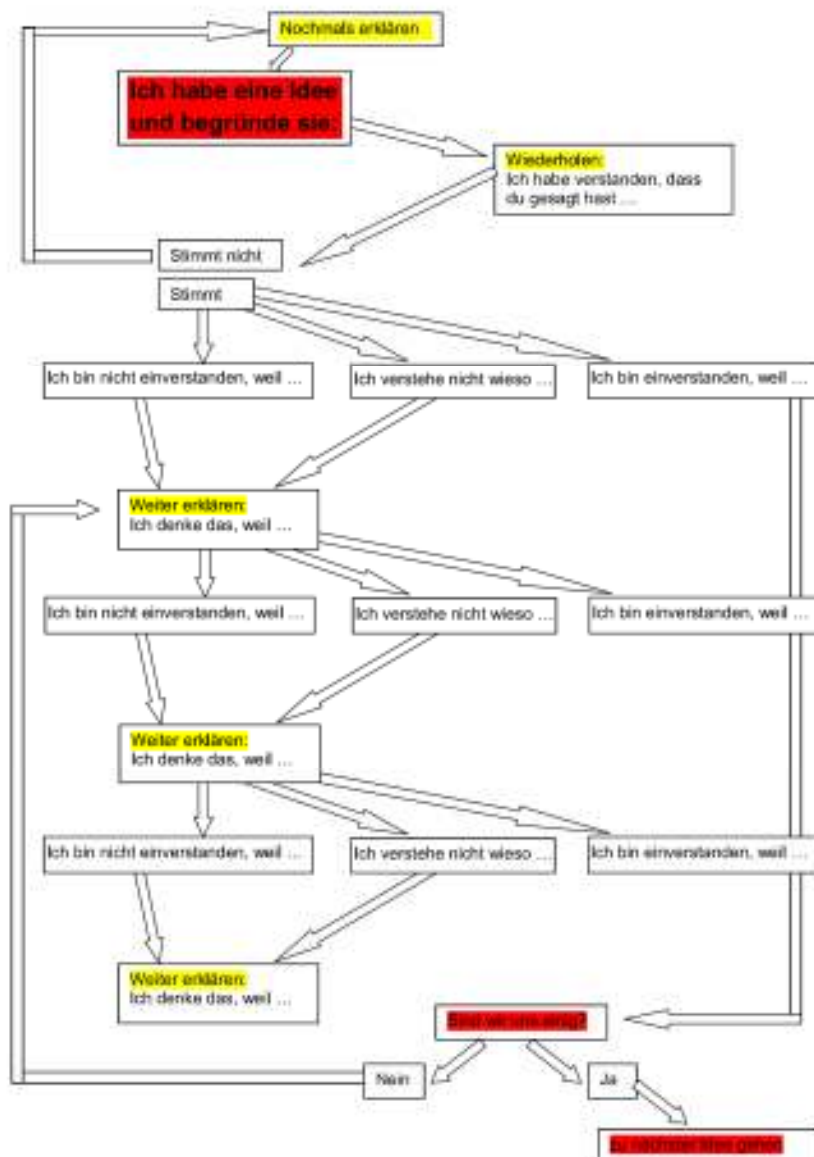 Nochmals erklären
Ich habe eine Idee
und begründe sie:
Wiederholen:
Ich habe verstanden, dass
du gesagt hast …
Stimmt nicht
Stimmt
Ich bin nicht einverstanden, weil …
Ich verstehe nicht wieso …
Ich bin einverstanden, weil …
Weiter erklären:
Ich denke das, weil …
Ich bin nicht einverstanden, weil …
Ich verstehe nicht wieso …
Ich bin einverstanden, weil …
Weiter erklären:
Ich denke das, weil …
Ich bin nicht einverstanden, weil …
Ich verstehe nicht wieso …
Ich bin einverstanden, weil …
Weiter erklären:
Ich denke das, weil …
Sind wir uns einig?
Nein
Ja
zu nächster Idee gehen